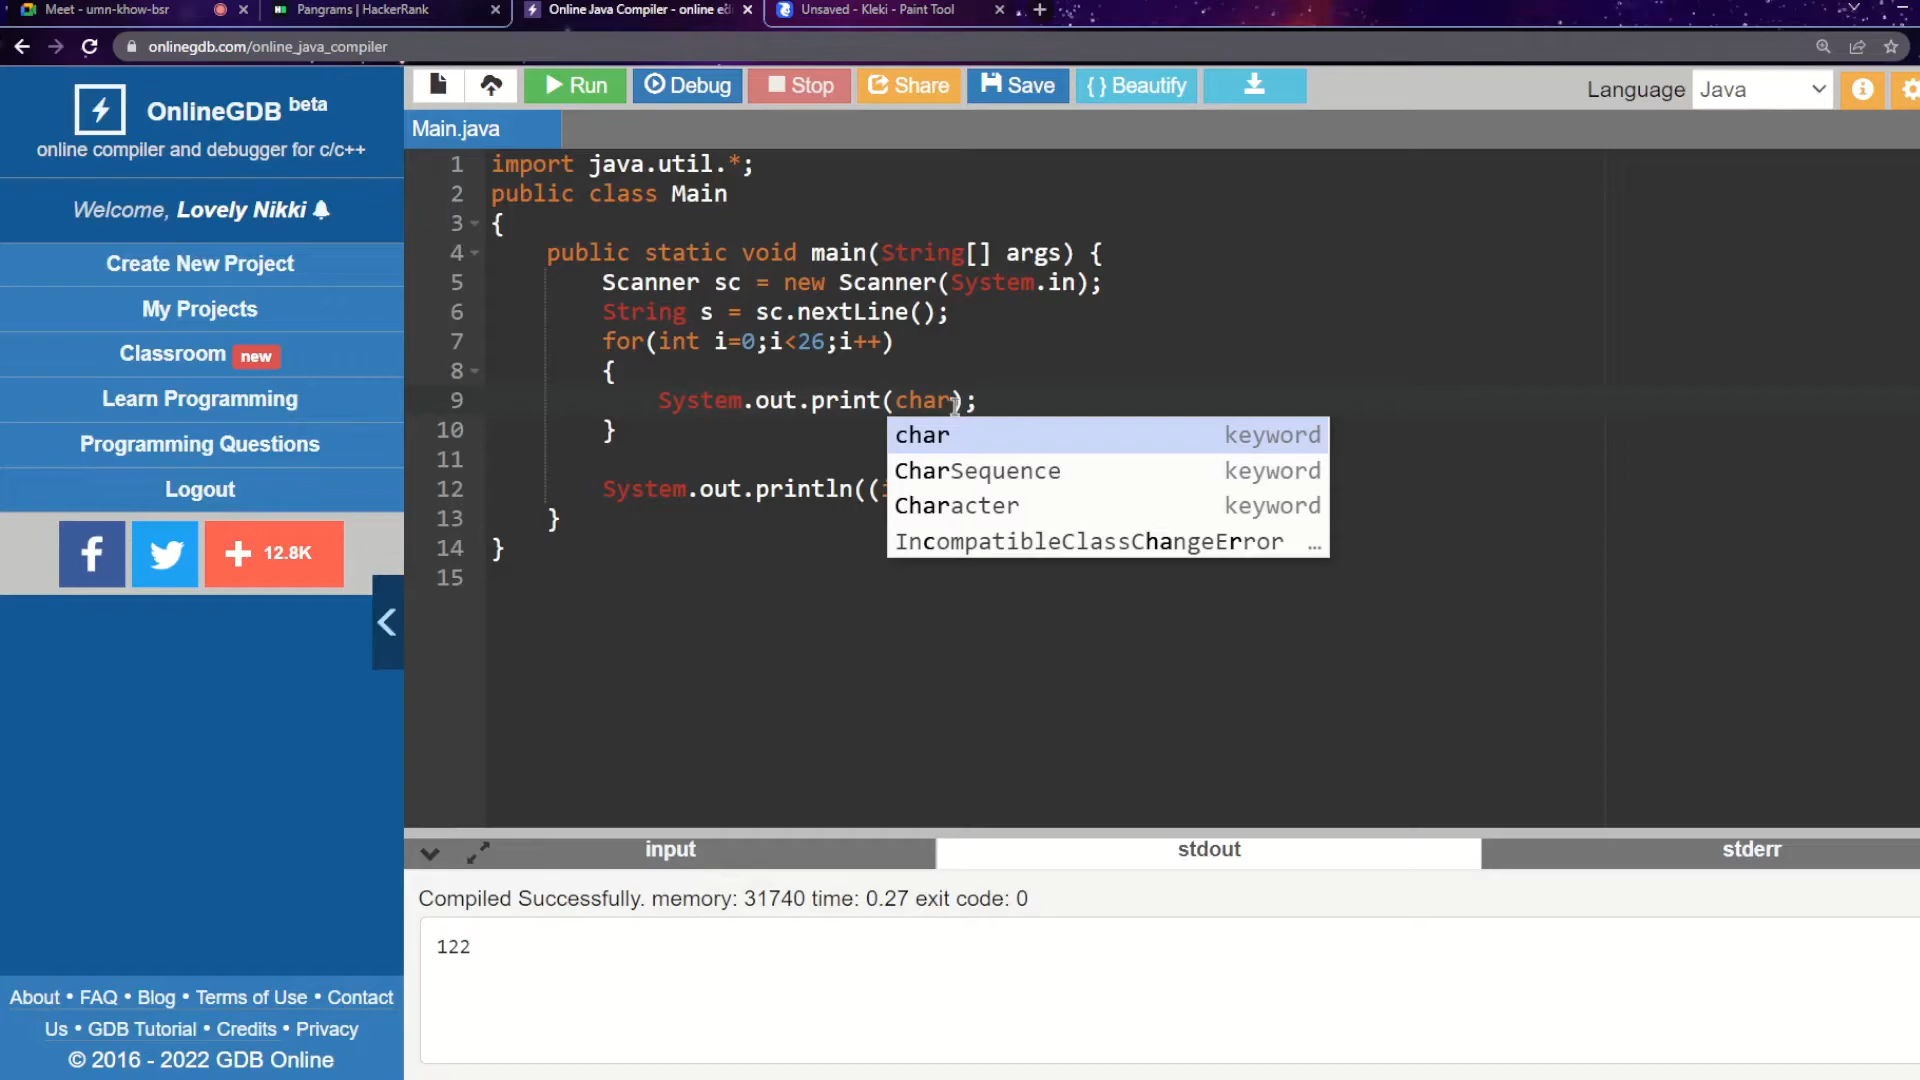 Meet - umn-khow-bsr
Pangrams | HackerRank
Online Java Compiler - online ed
Unsaved - Kleki - Paint Tool
onlinegdb.com/online_java_compiler
OnlineGDB beta
online compiler and debugger for c/c++
Welcome, Lovely Nikki
Create New Project
My Projects
Classroom new
Learn Programming
Programming Questions
Logout
12.8K
About • FAQ • Blog • Terms of Use • Contact
Us • GDB Tutorial • Credits • Privacy
© 2016 - 2022 GDB Online
Run
Debug
Stop
Share
Save
{ } Beautify
Language Java
Main.java
1 import java.util.*;
2 public class Main
3 {
4 public static void main(String[] args) {
5 Scanner sc = new Scanner(System.in);
6 String s = sc.nextLine();
7 for(int i=0;i<26;i++)
8 {
9 System.out.print(char);
10 }
11
12 System.out.println((i
13 }
14 }
15
char keyword
CharSequence keyword
Character keyword
IncompatibleClassChangeError …
input
stdout
stderr
Compiled Successfully. memory: 31740 time: 0.27 exit code: 0
122